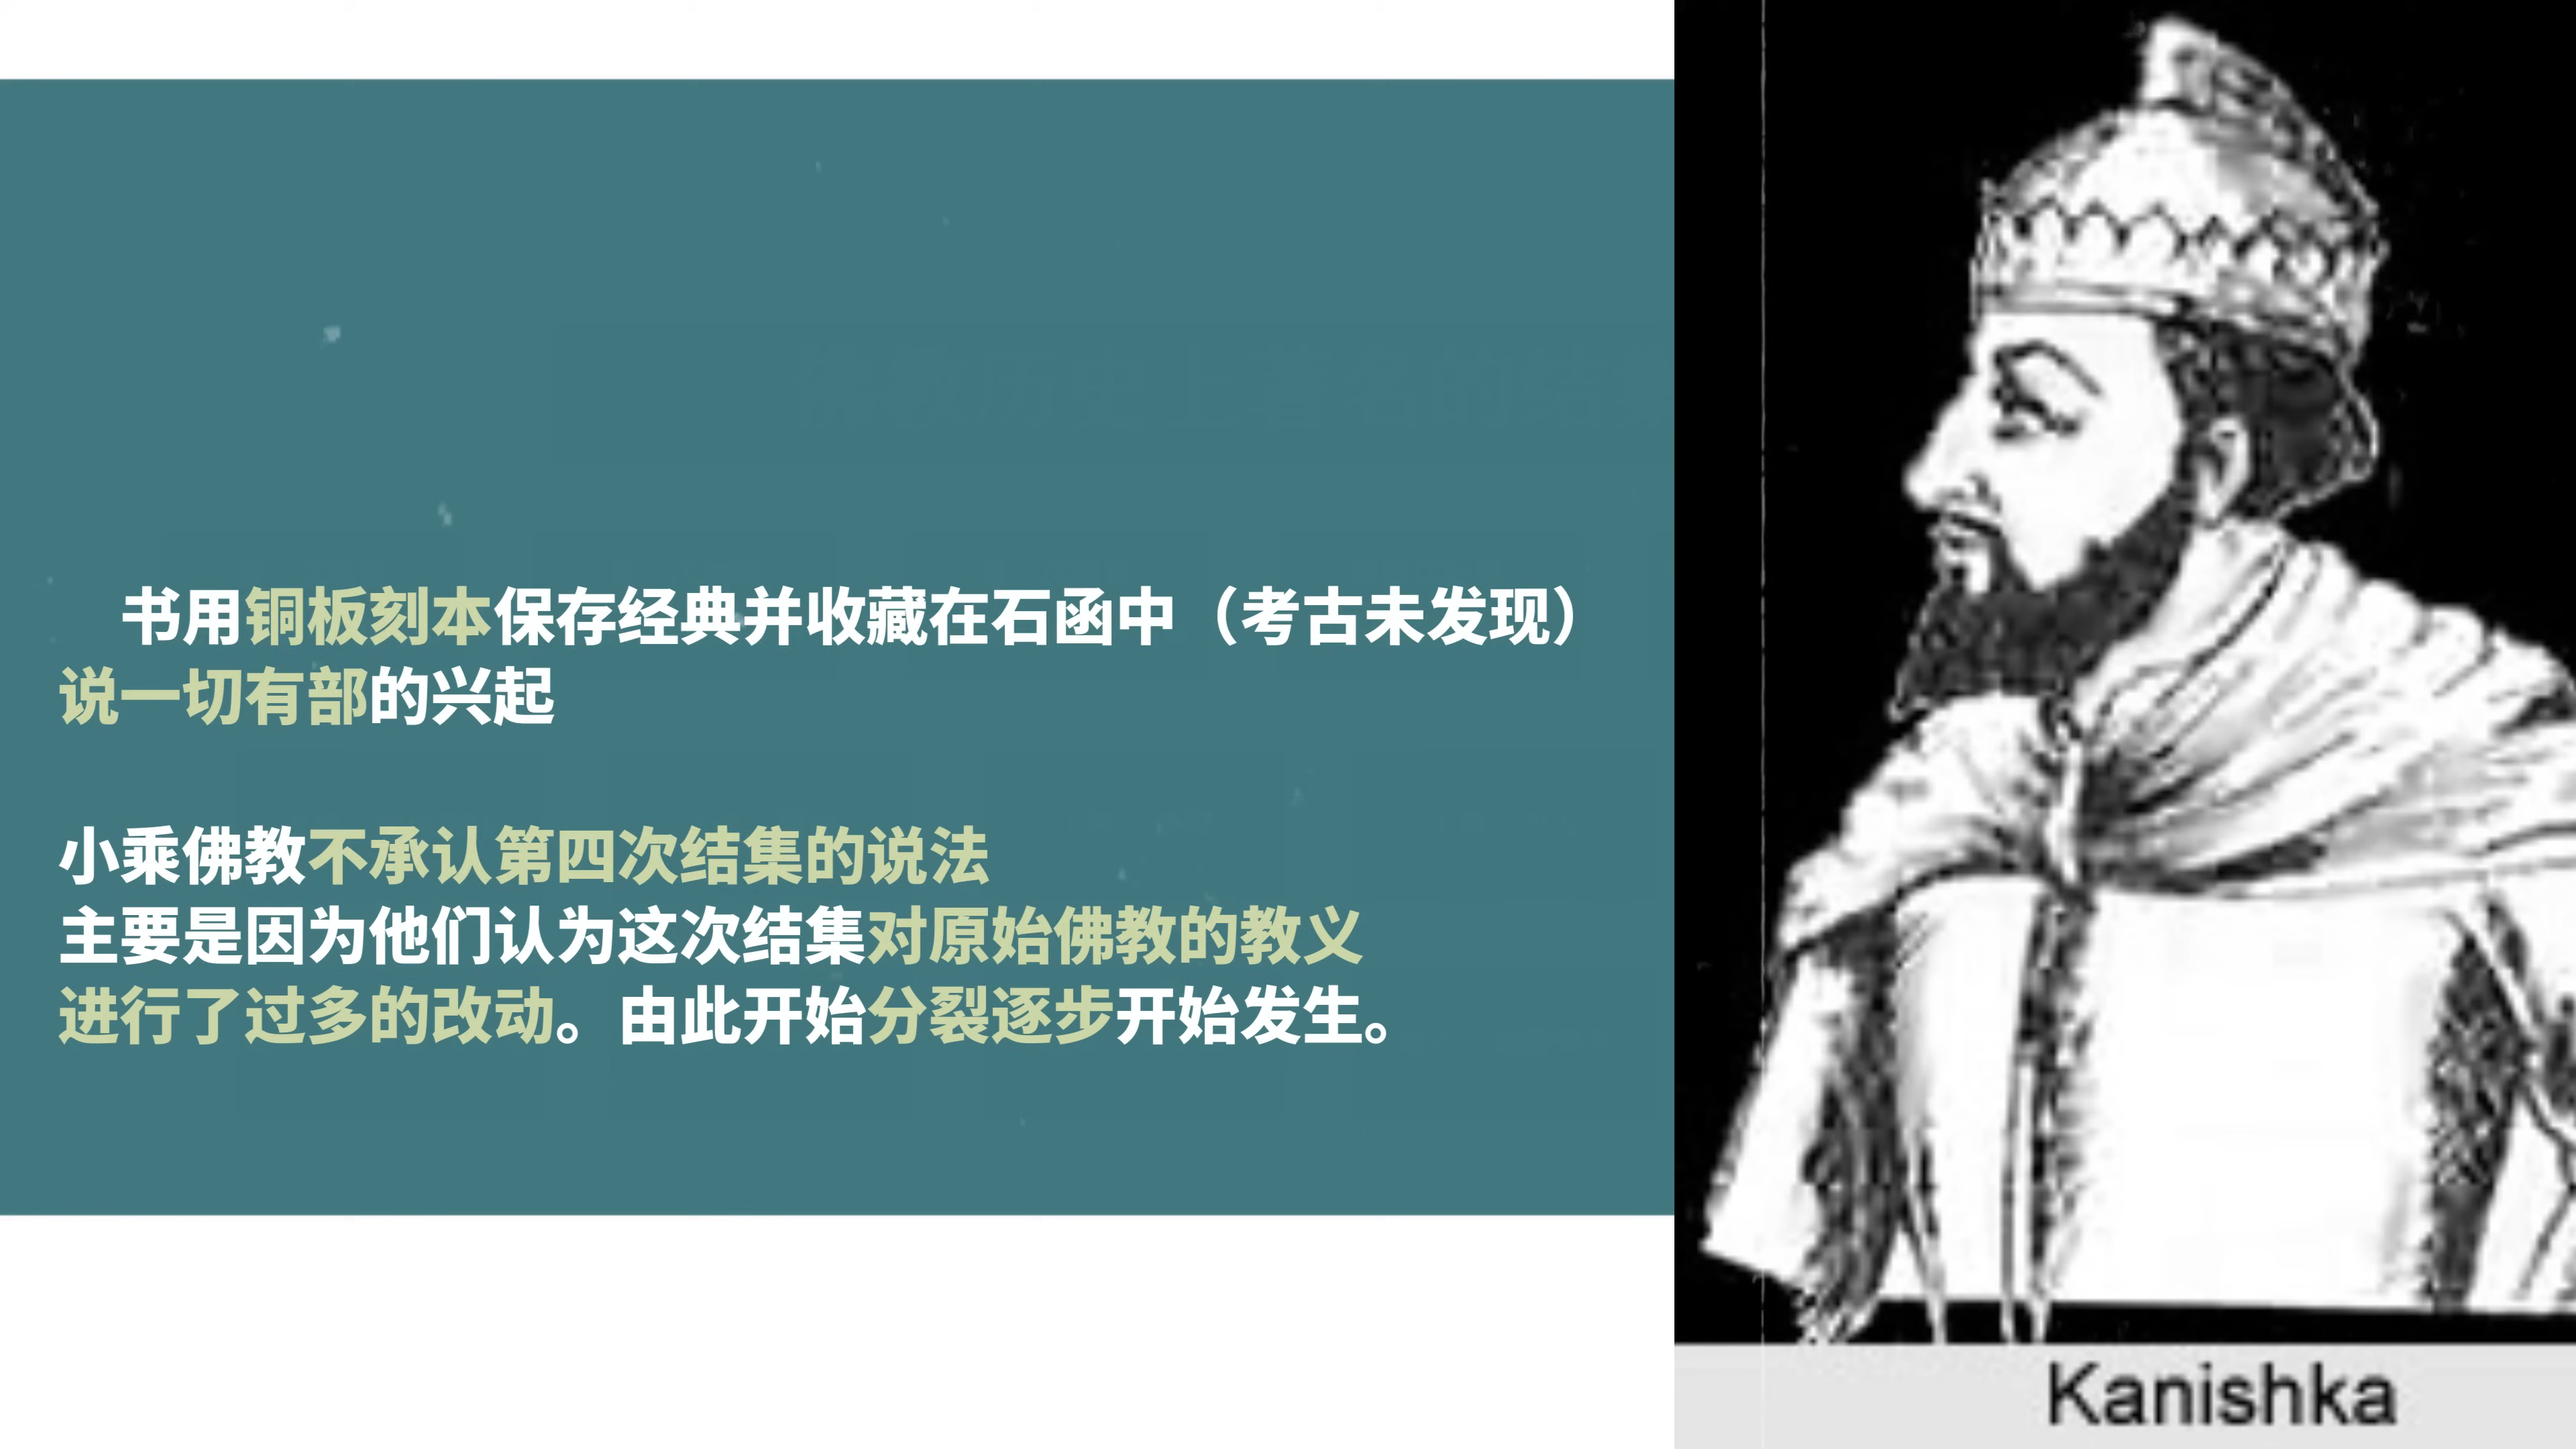 书用铜板刻本保存经典并收藏在石函中（考古未发现）
说一切有部的兴起
小乘佛教不承认第四次结集的说法
主要是因为他们认为这次结集对原始佛教的教义
进行了过多的改动。由此开始分裂逐步开始发生。
Kanishka